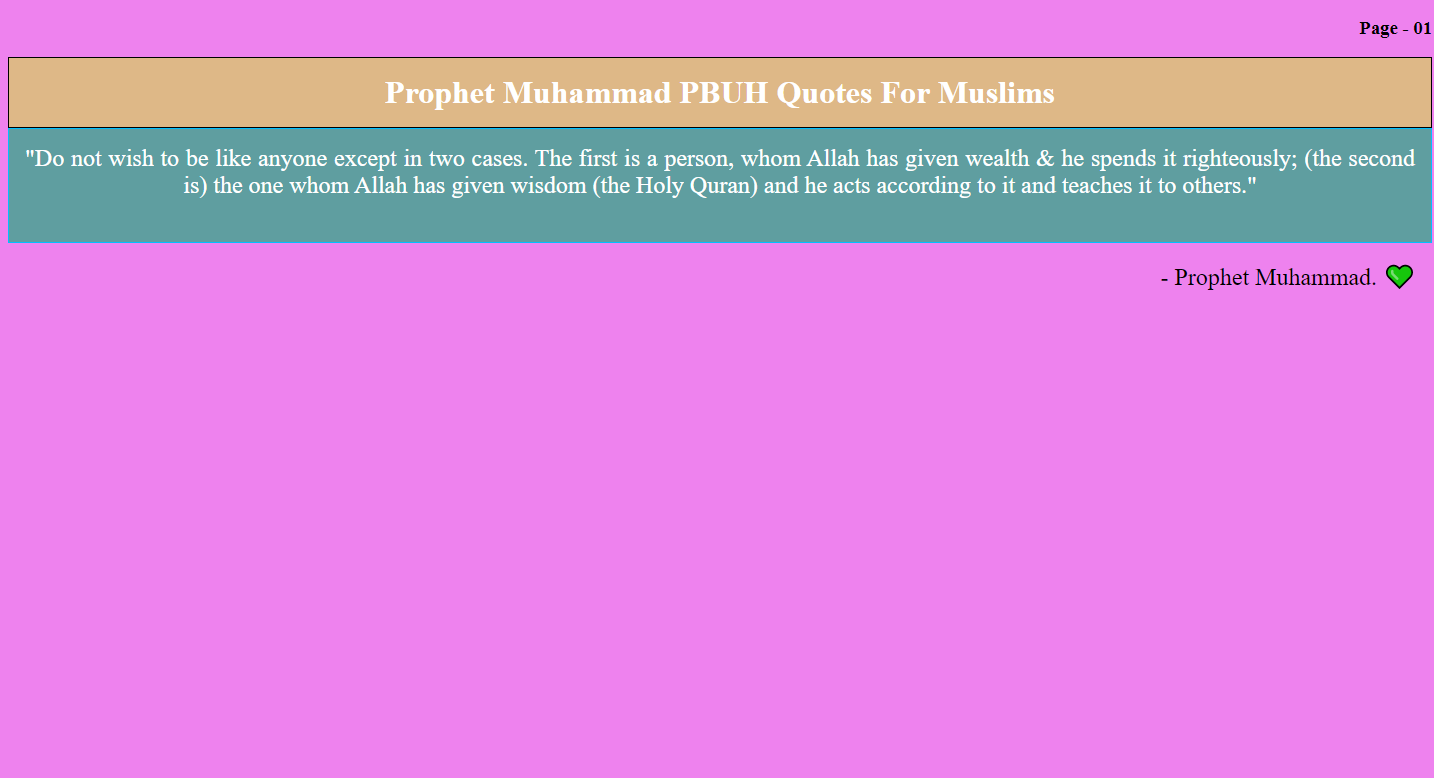 Page - 01
Prophet Muhammad PBUH Quotes For Muslims
"Do not wish to be like anyone except in two cases. The first is a person, whom Allah has given wealth & he spends it righteously; (the second
is) the one whom Allah has given wisdom (the Holy Quran) and he acts according to it and teaches it to others."
- Prophet Muhammad. 💚